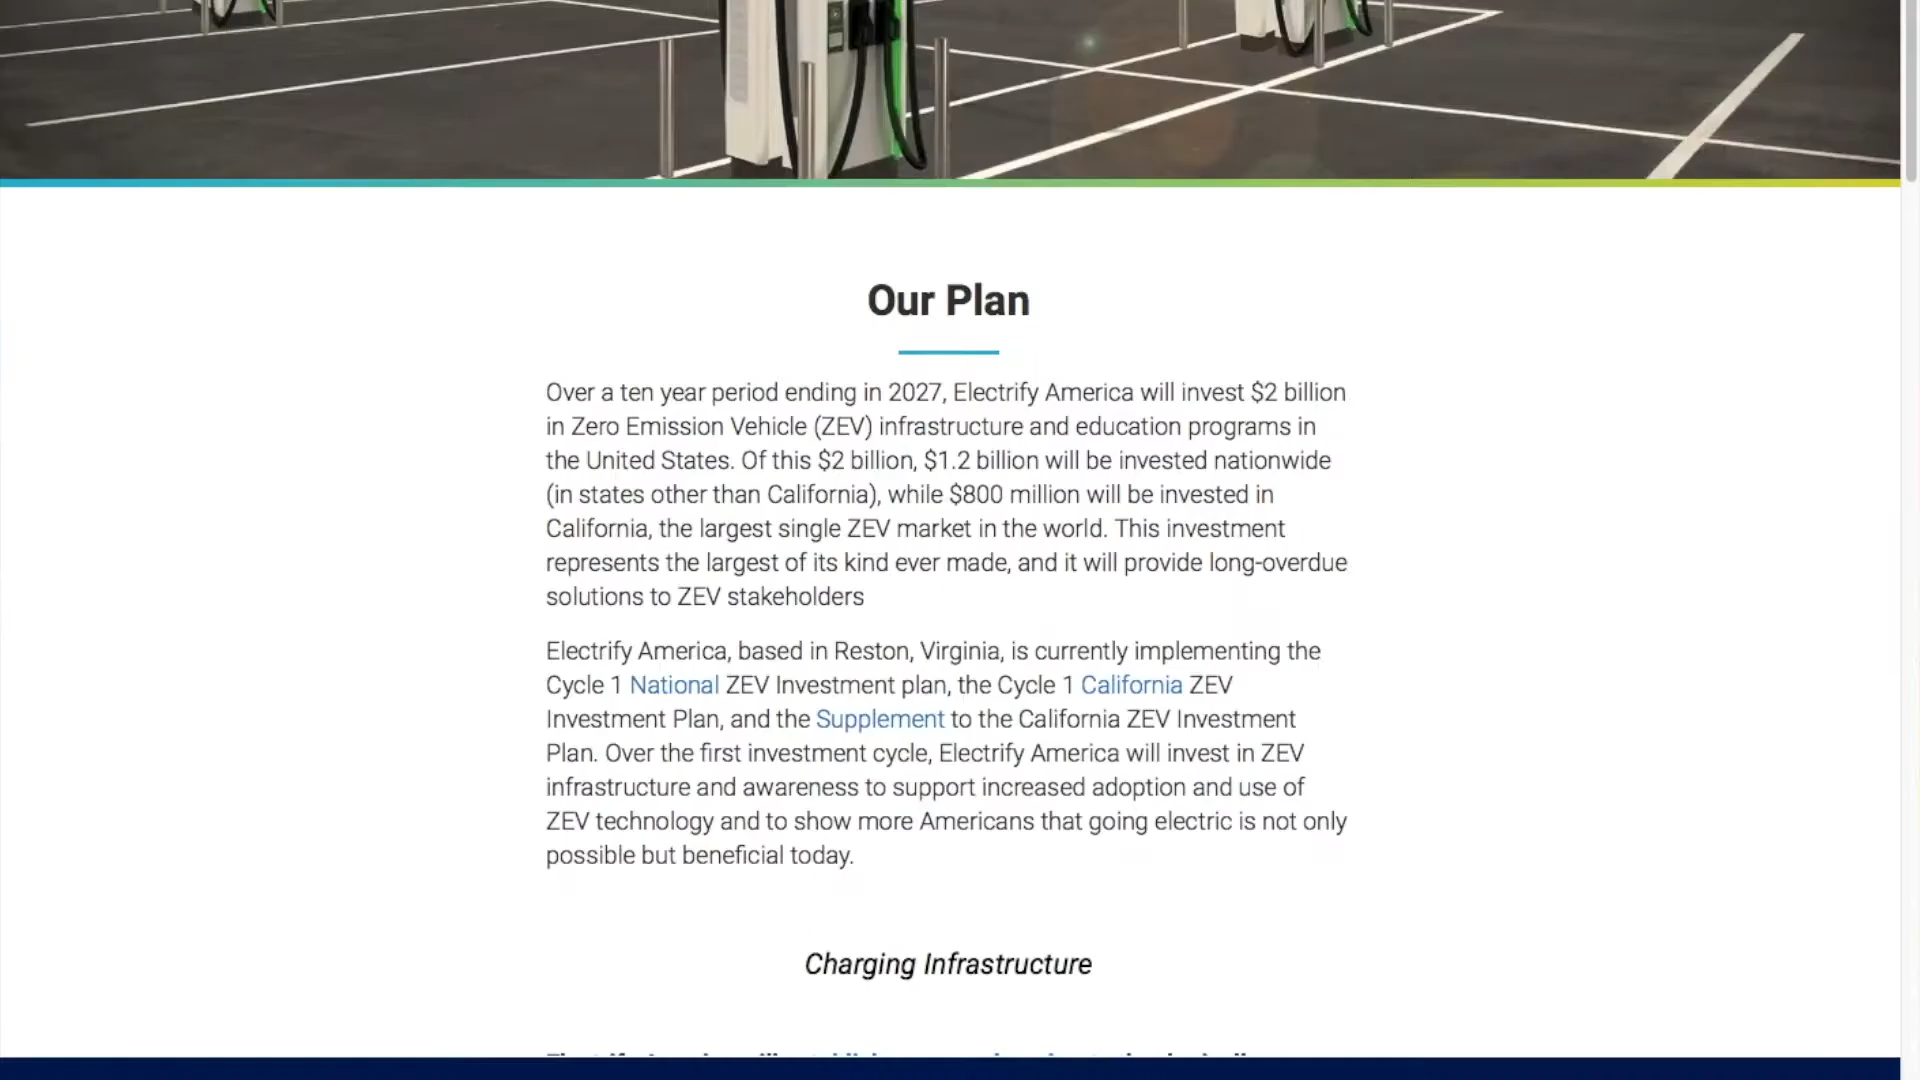 Our Plan
Over a ten year period ending in 2027, Electrify America will invest $2 billion
in Zero Emission Vehicle (ZEV) infrastructure and education programs in
the United States. Of this $2 billion, $1.2 billion will be invested nationwide
(in states other than California), while $800 million will be invested in
California, the largest single ZEV market in the world. This investment
represents the largest of its kind ever made, and it will provide long-overdue
solutions to ZEV stakeholders
Electrify America, based in Reston, Virginia, is currently implementing the
Cycle 1 National ZEV Investment plan, the Cycle 1 California ZEV
Investment Plan, and the Supplement to the California ZEV Investment
Plan. Over the first investment cycle, Electrify America will invest in ZEV
infrastructure and awareness to support increased adoption and use of
ZEV technology and to show more Americans that going electric is not only
possible but beneficial today.
Charging Infrastructure